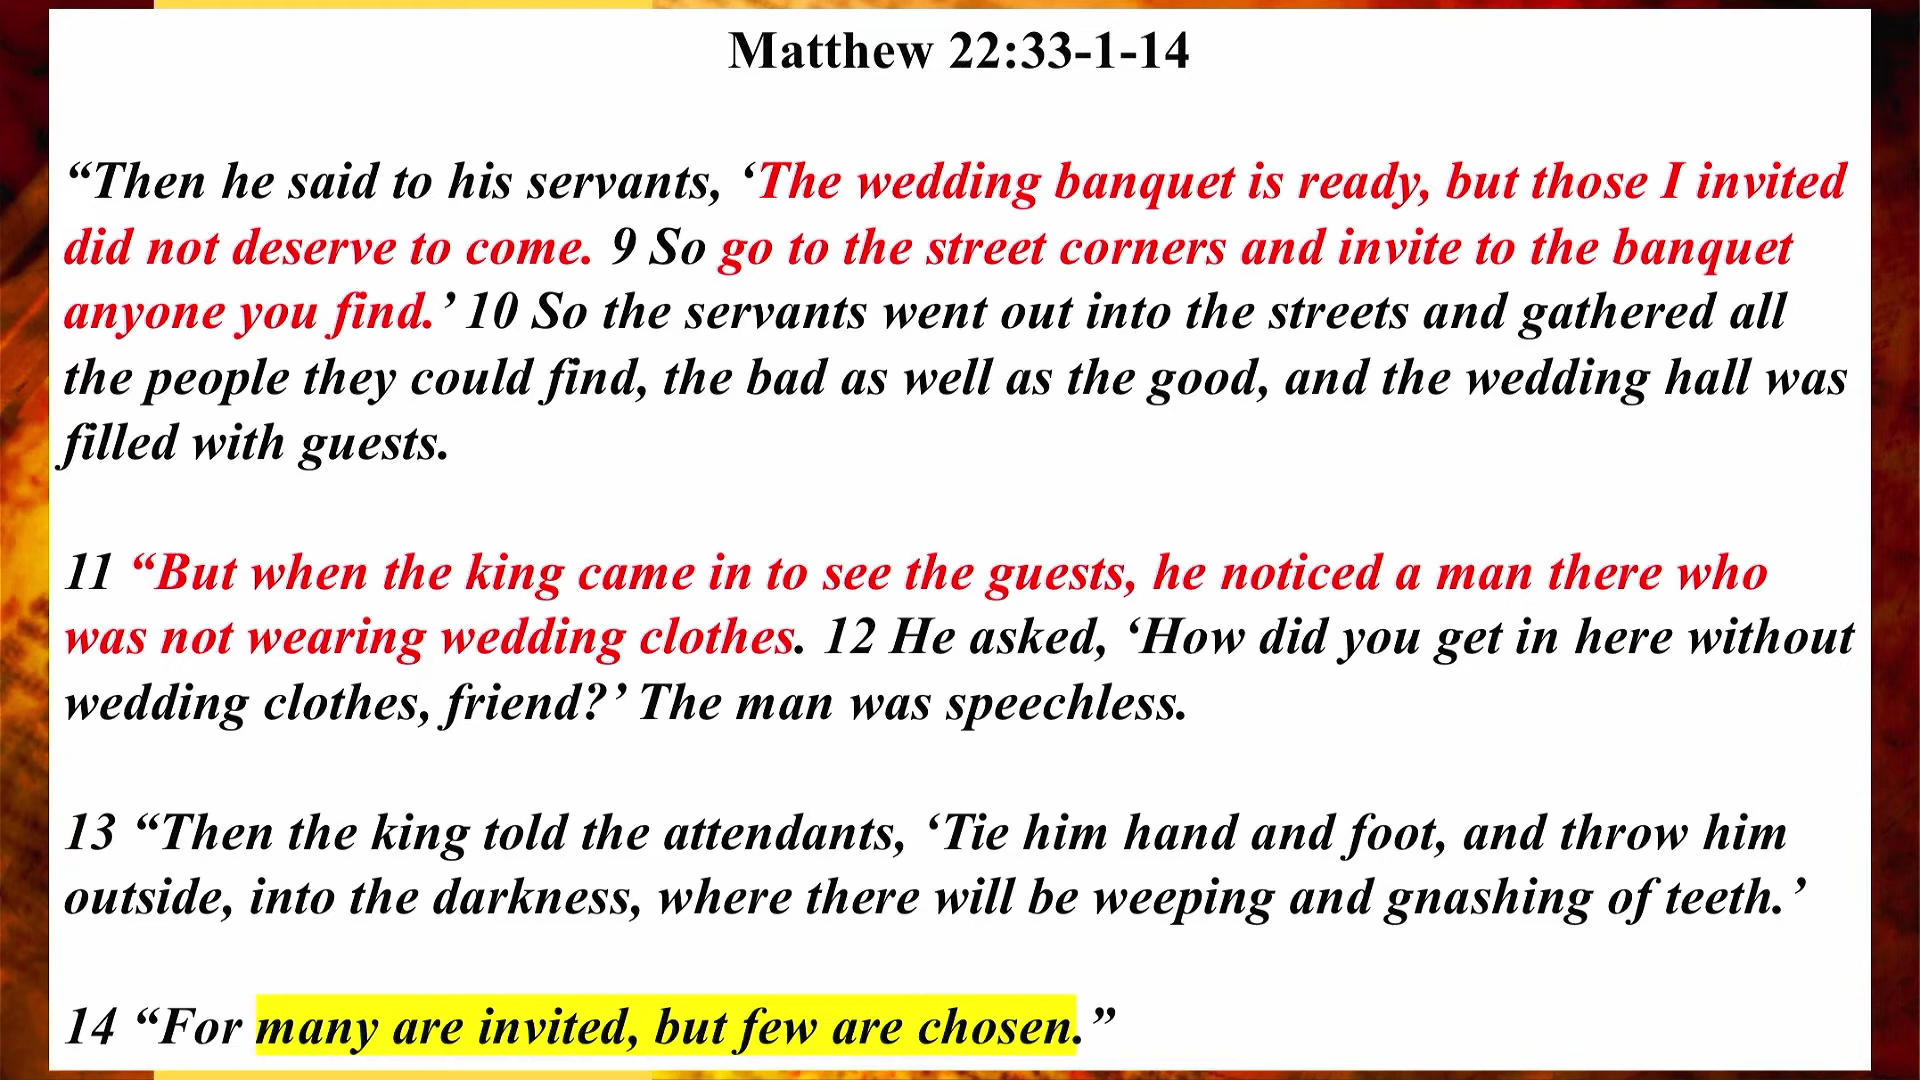 Matthew 22:33-1-14
“Then he said to his servants, ‘The wedding banquet is ready, but those I invited
did not deserve to come. 9 So go to the street corners and invite to the banquet
anyone you find.’ 10 So the servants went out into the streets and gathered all
the people they could find, the bad as well as the good, and the wedding hall was
filled with guests.
11 “But when the king came in to see the guests, he noticed a man there who
was not wearing wedding clothes. 12 He asked, ‘How did you get in here without
wedding clothes, friend?’ The man was speechless.
13 “Then the king told the attendants, ‘Tie him hand and foot, and throw him
outside, into the darkness, where there will be weeping and gnashing of teeth.’
14 “For many are invited, but few are chosen.”